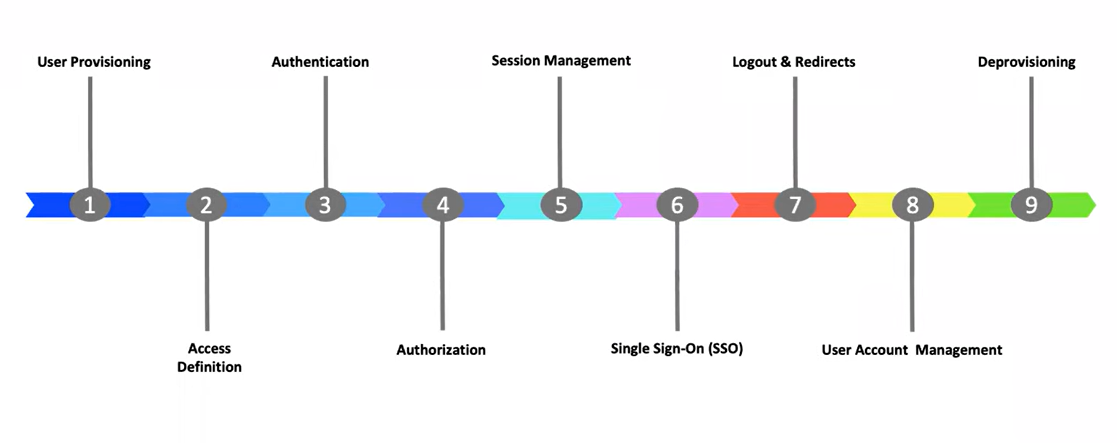 User Provisioning
Authentication
Session Management
Logout & Redirects
Deprovisioning
1
2
3
4
5
6
7
8
9
Access
Definition
Authorization
Single Sign-On (SSO)
User Account Management